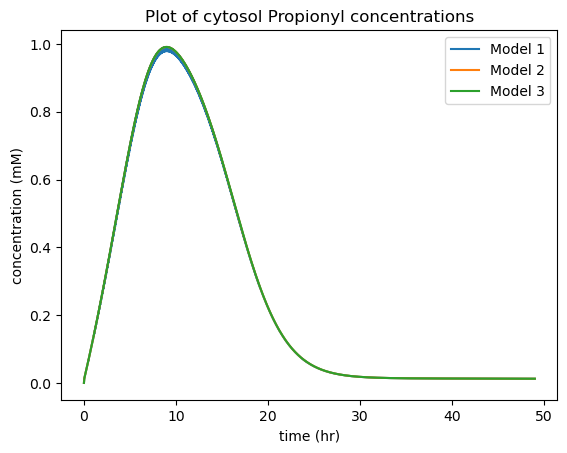 Plot of cytosol Propionyl concentrations
Model 1
Model 2
Model 3
concentration (mM)
1.0
0.8
0.6
0.4
0.2
0.0
0 10 20 30 40 50
time (hr)